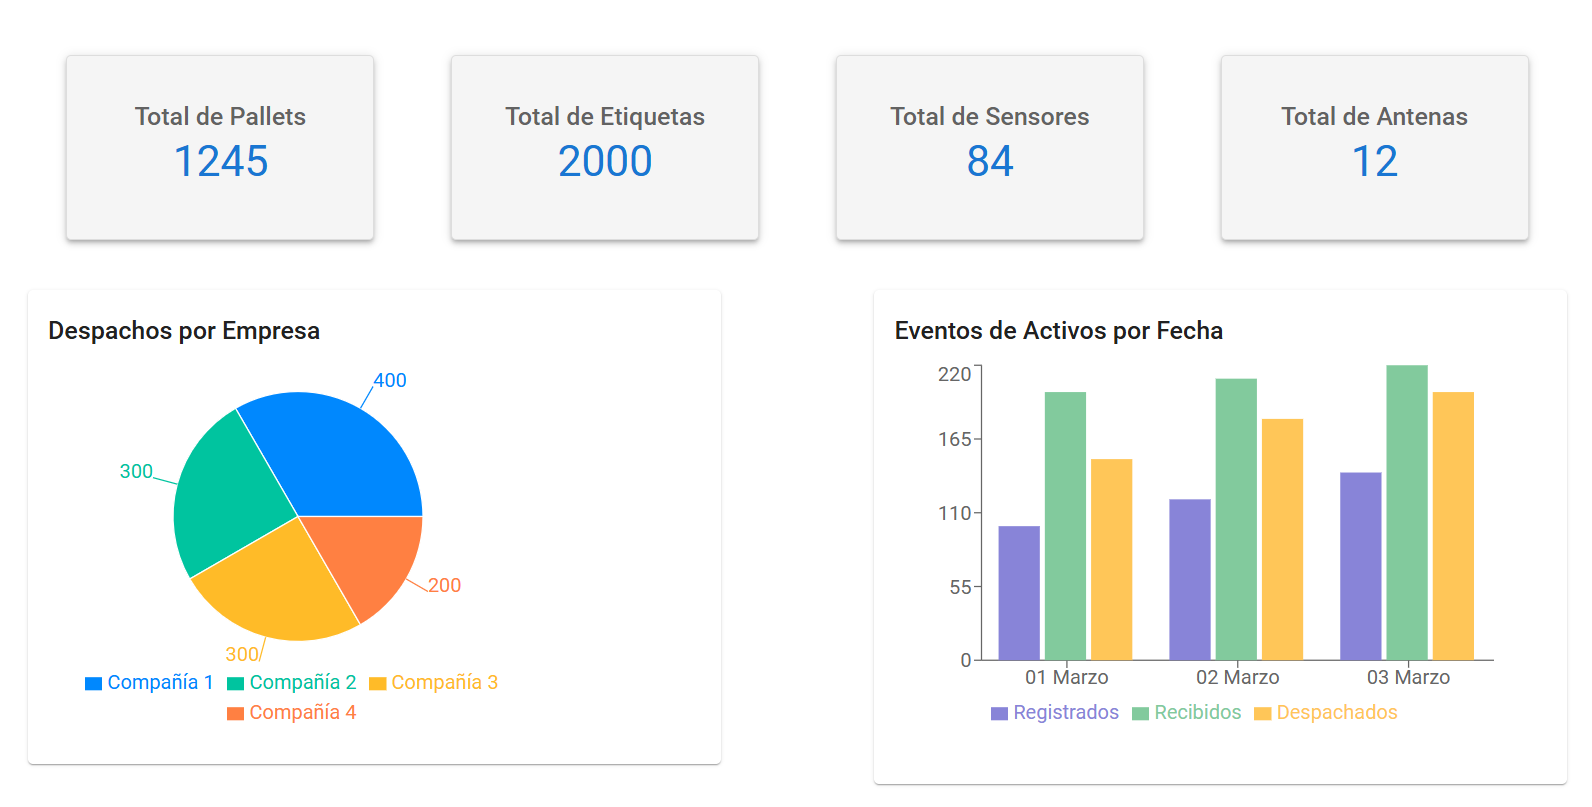 Total de Pallets
1245
Total de Etiquetas
2000
Total de Sensores
84
Total de Antenas
12
Despachos por Empresa
400
300
200
300
Compañía 1 Compañía 2 Compañía 3
Compañía 4
Eventos de Activos por Fecha
220
165
110
55
0
01 Marzo 02 Marzo 03 Marzo
Registrados Recibidos Despachados